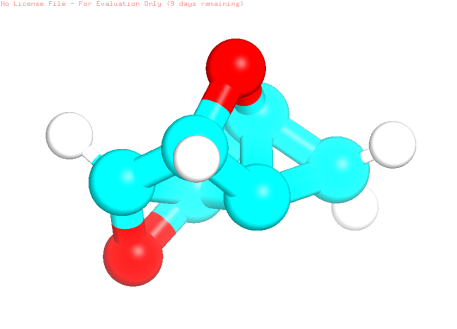 No License File - For Evaluation Only (9 days remaining)